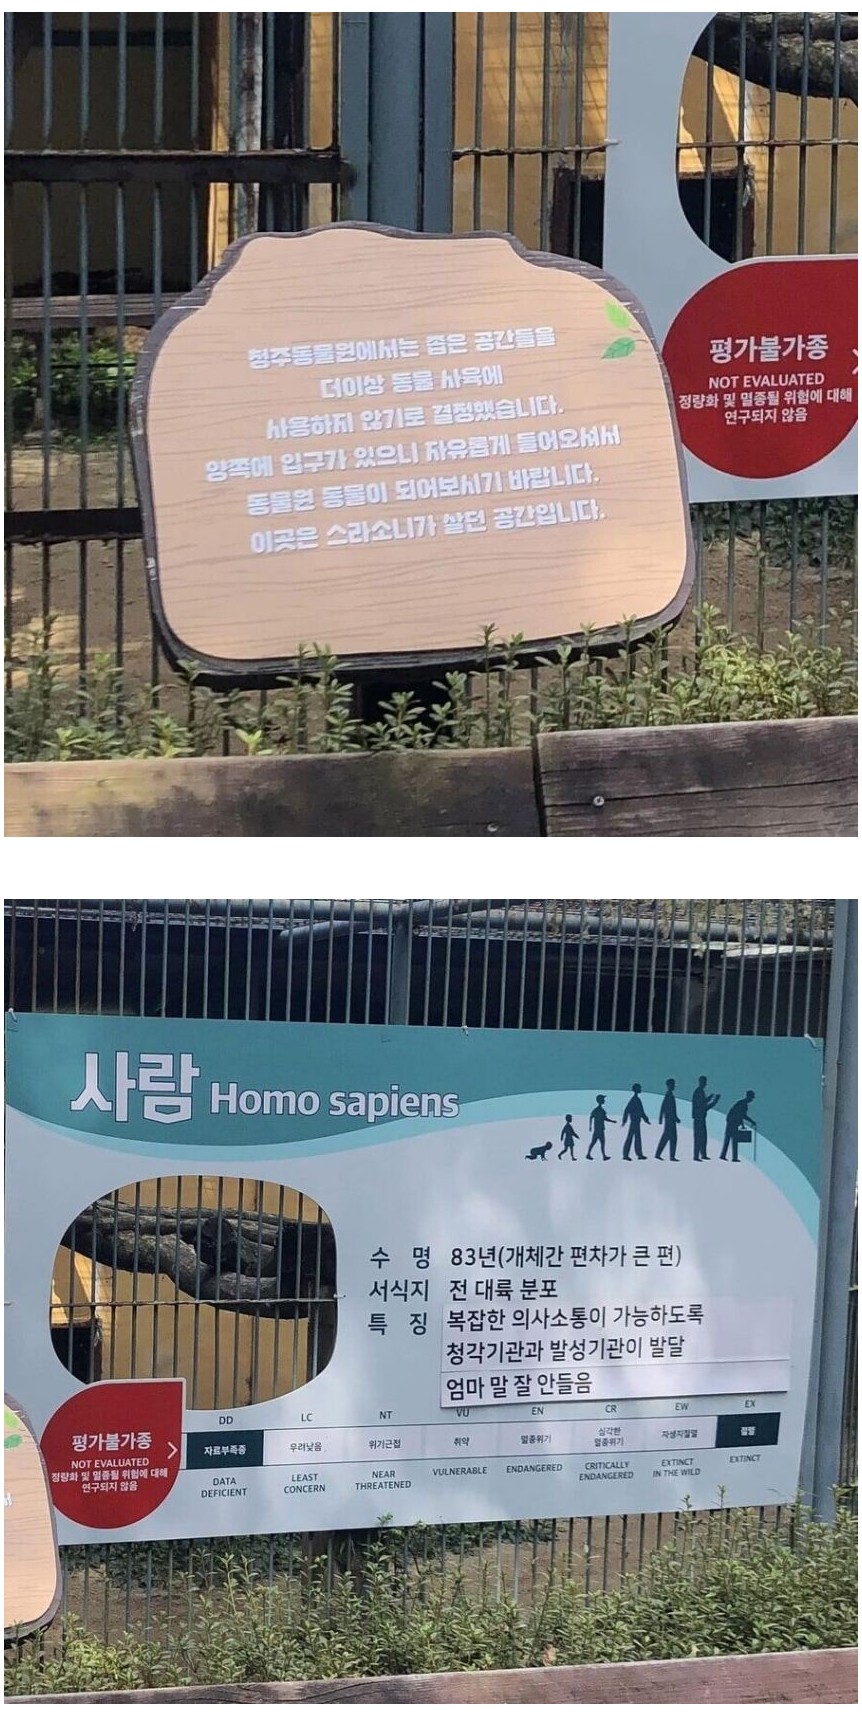 청주동물원에서는 좁은 공간들을
더이상 동물 사육에
사용하지 않기로 결정했습니다.
양쪽에 입구가 있으니 자유롭게 들어오셔서
동물원 동물이 되어보시기 바랍니다.
이곳은 스라소니가 살던 공간입니다.
평가불가종
NOT EVALUATED
정량화 및 멸종될 위험에 대해
연구되지 않음
사람 Homo sapiens
수 명 83년(개체간 편차가 큰 편)
서식지 전 대륙 분포
특 징 복잡한 의사소통이 가능하도록
청각기관과 발성기관이 발달
엄마 말 잘 안들음
평가불가종
NOT EVALUATED
정량화 및 멸종될 위험에 대해
연구되지 않음
DD LC NT VU EN CR EW EX
자료부족종 우려낮음 위기근접 취약 멸종위기 심각한 멸종위기 자생지절멸 절멸
DATA DEFICIENT LEAST CONCERN NEAR THREATENED VULNERABLE ENDANGERED CRITICALLY ENDANGERED EXTINCT IN THE WILD EXTINCT